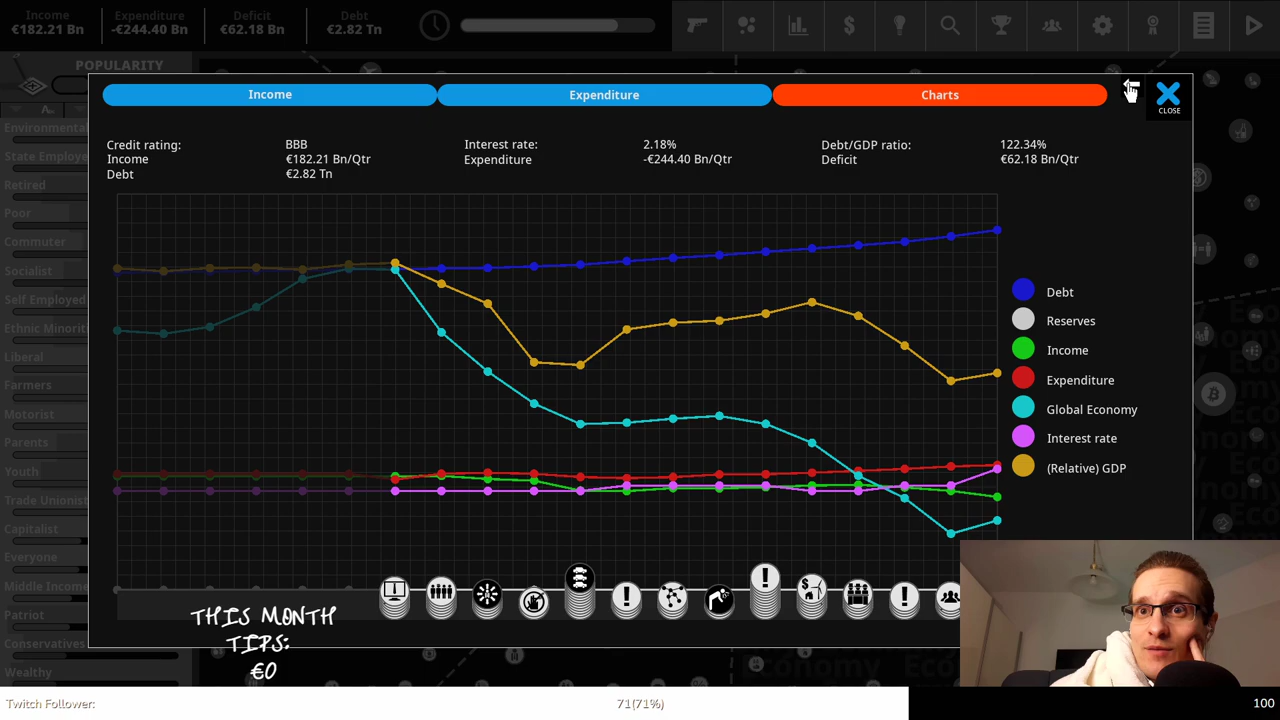 Income Expenditure Deficit Debt
€182.21 Bn -€244.40 Bn €62.18 Bn €2.82 Tn
POPULARITY
Income Expenditure Charts
CLOSE
Credit rating: BBB Interest rate: 2.18% Debt/GDP ratio: 122.34%
Income €182.21 Bn/Qtr Expenditure -€244.40 Bn/Qtr Deficit €62.18 Bn/Qtr
Debt €2.82 Tn
Environmental
State Employe
Retired
Poor
Commuter
Socialist
Self Employed
Ethnic Minorit
Liberal
Farmers
Motorist
Parents
Youth
Trade Unionist
Capitalist
Everyone
Middle Income
Patriot
Conservatives
Wealthy
Debt
Reserves
Income
Expenditure
Global Economy
Interest rate
(Relative) GDP
THIS MONTH
TIPS:
€0
Twitch Follower: 71(71%) 100